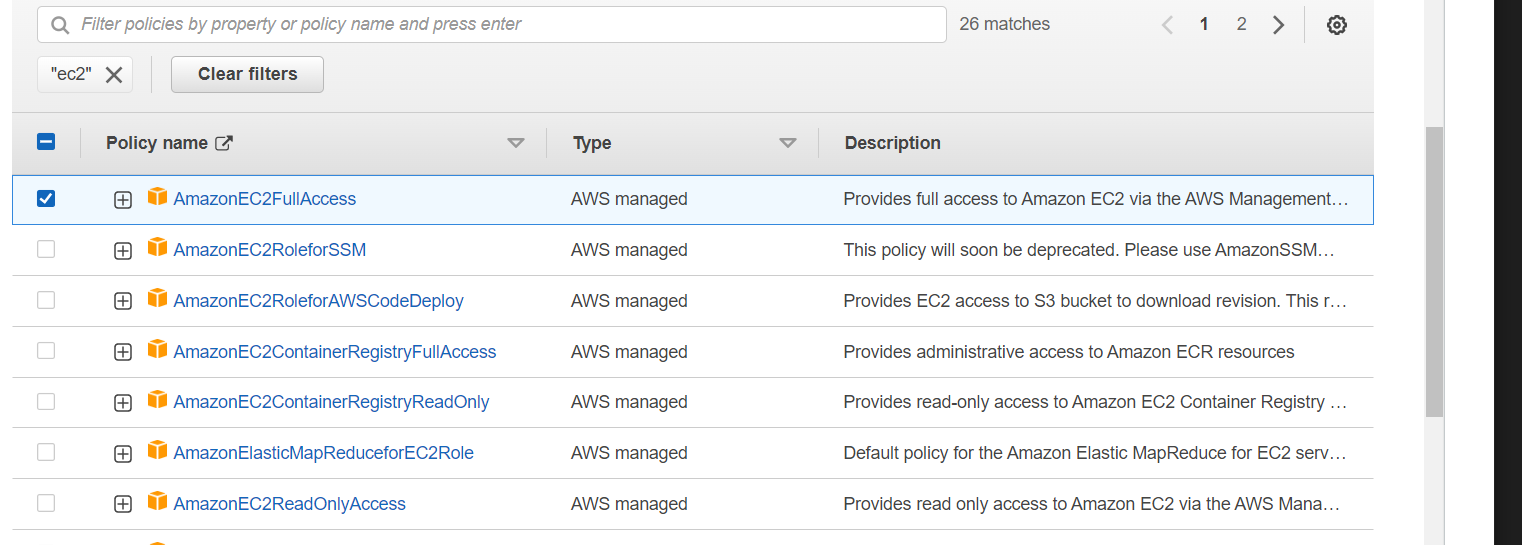 Filter policies by property or policy name and press enter 26 matches 1 2
"ec2" Clear filters
Policy name Type Description
AmazonEC2FullAccess AWS managed Provides full access to Amazon EC2 via the AWS Management…
AmazonEC2RoleforSSM AWS managed This policy will soon be deprecated. Please use AmazonSSM…
AmazonEC2RoleforAWSCodeDeploy AWS managed Provides EC2 access to S3 bucket to download revision. This r…
AmazonEC2ContainerRegistryFullAccess AWS managed Provides administrative access to Amazon ECR resources
AmazonEC2ContainerRegistryReadOnly AWS managed Provides read-only access to Amazon EC2 Container Registry …
AmazonElasticMapReduceforEC2Role AWS managed Default policy for the Amazon Elastic MapReduce for EC2 serv…
AmazonEC2ReadOnlyAccess AWS managed Provides read only access to Amazon EC2 via the AWS Mana…